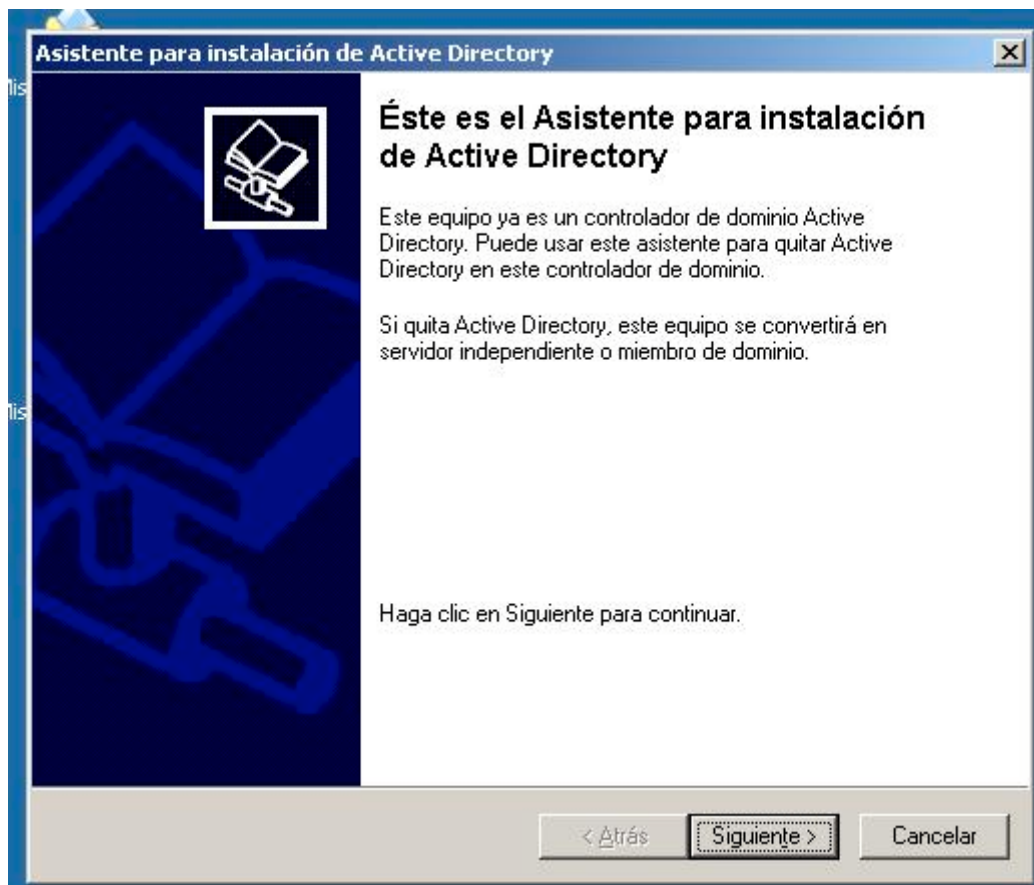 Asistente para instalación de Active Directory
Éste es el Asistente para instalación
de Active Directory
Este equipo ya es un controlador de dominio Active
Directory. Puede usar este asistente para quitar Active
Directory en este controlador de dominio.
Si quita Active Directory, este equipo se convertirá en
servidor independiente o miembro de dominio.
Haga clic en Siguiente para continuar.
< Atrás
Siguiente >
Cancelar